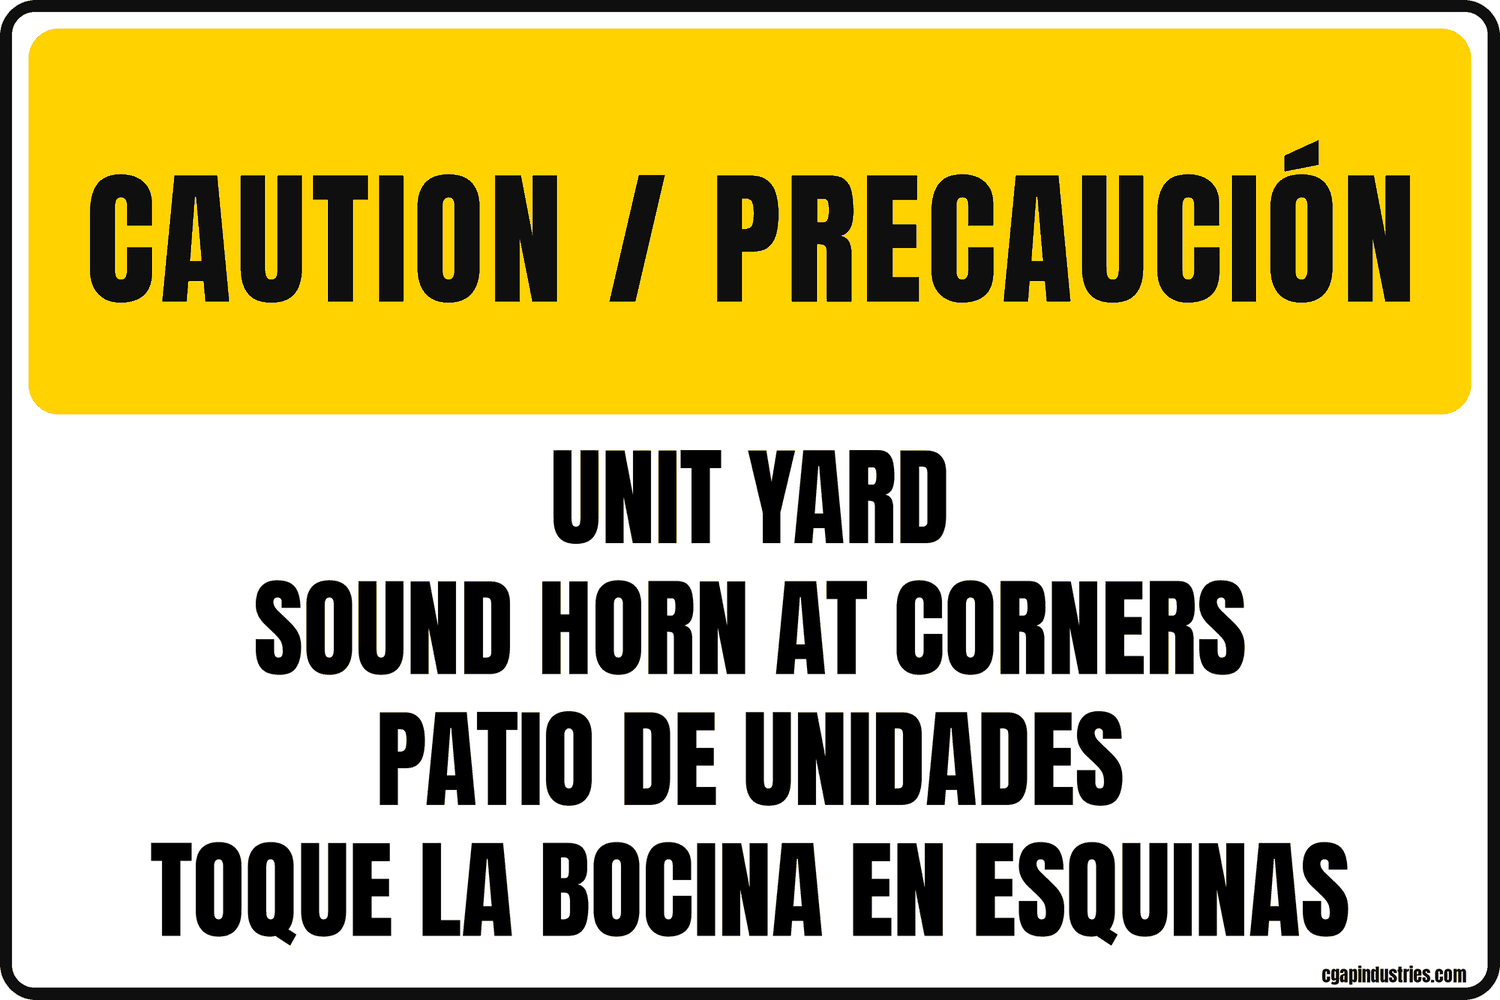 CAUTION / PRECAUCIÓN
UNIT YARD
SOUND HORN AT CORNERS
PATIO DE UNIDADES
TOQUE LA BOCINA EN ESQUINAS
cgapindustries.com